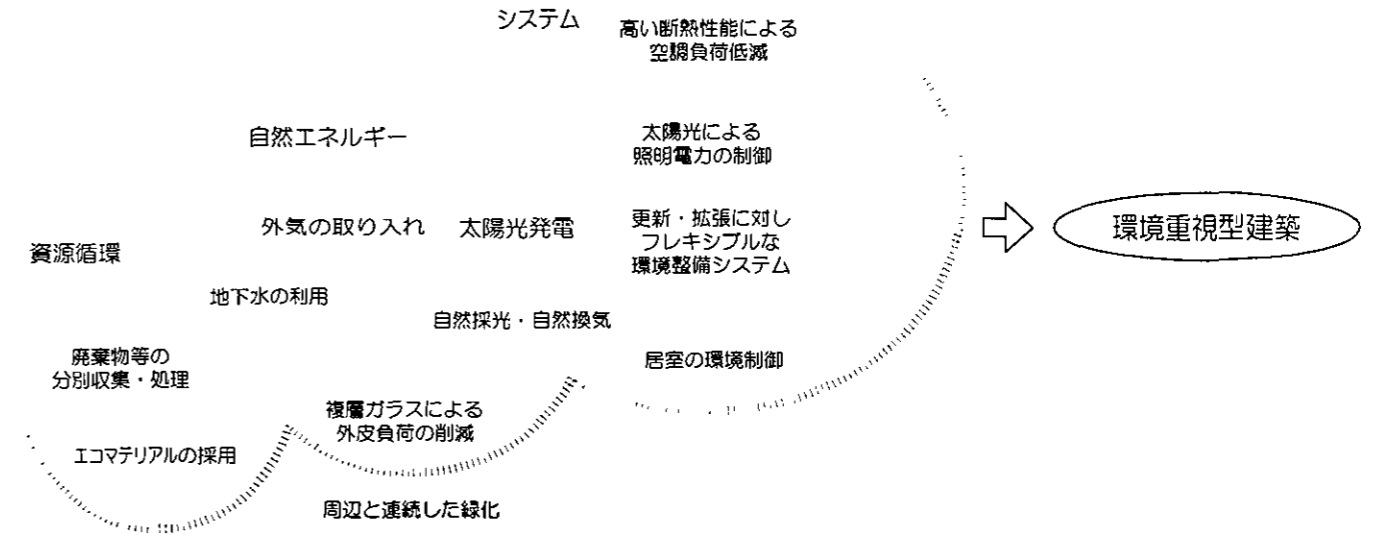 システム
高い断熱性能による
空調負荷低減
自然エネルギー
太陽光による
照明電力の制御
外気の取り入れ
太陽光発電
更新・拡張に対し
フレキシブルな
環境整備システム
環境重視型建築
資源循環
地下水の利用
自然採光・自然換気
廃棄物等の
分別収集・処理
居室の環境制御
複層ガラスによる
外皮負荷の削減
エコマテリアルの採用
周辺と連続した緑化